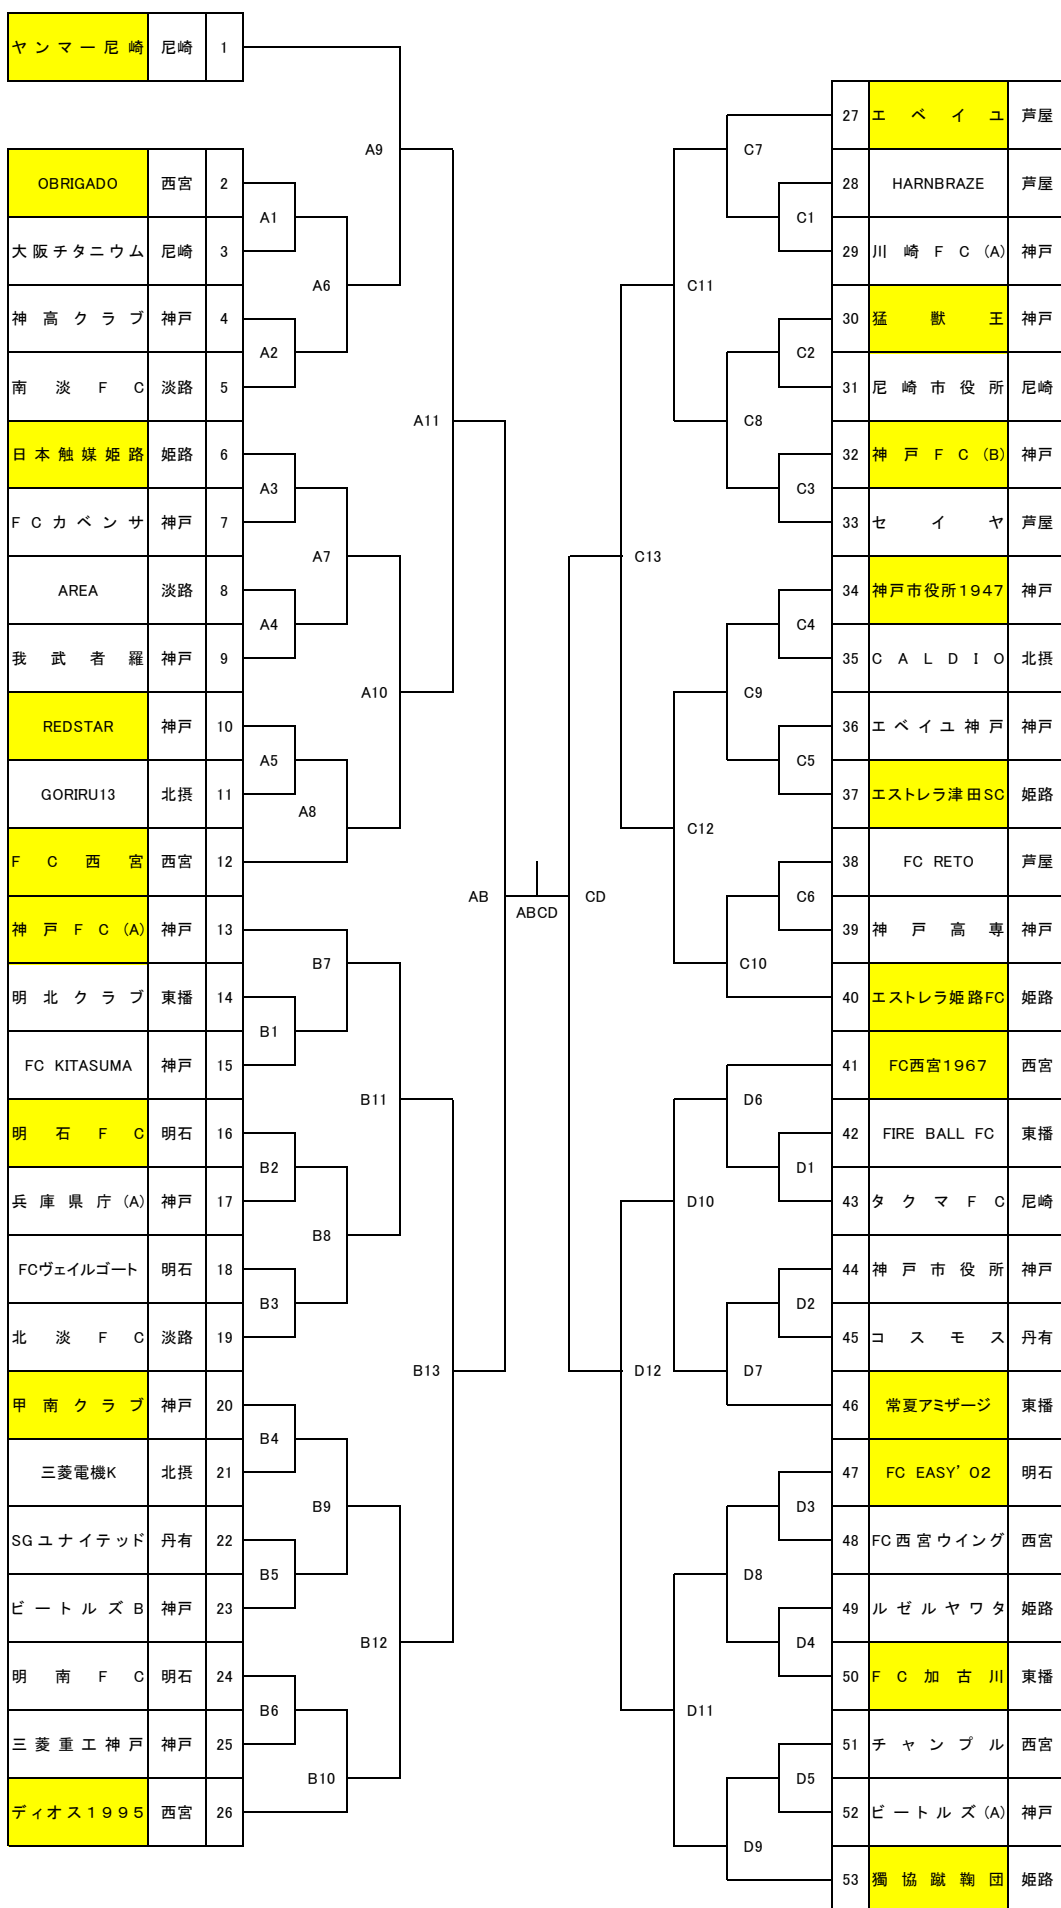 ヤンマー尼崎 尼崎 1
OBRIGADO 西宮 2
大阪チタニウム 尼崎 3
神高クラブ 神戸 4
南淡FC 淡路 5
日本触媒姫路 姫路 6
FCカベンサ 神戸 7
AREA 淡路 8
我武者羅 神戸 9
REDSTAR 神戸 10
GORIRU13 北摂 11
FC西宮 西宮 12
神戸FC(A) 神戸 13
明北クラブ 東播 14
FC KITASUMA 神戸 15
明石FC 明石 16
兵庫県庁(A) 神戸 17
FCヴェイルゴート 明石 18
北淡FC 淡路 19
甲南クラブ 神戸 20
三菱電機K 北摂 21
SGユナイテッド 丹有 22
ビートルズB 神戸 23
明南FC 明石 24
三菱重工神戸 神戸 25
ディオス1995 西宮 26
A1
A2
A3
A4
A5
A6
A7
A8
A9
A10
A11
B1
B2
B3
B4
B5
B6
B7
B8
B9
B10
B11
B12
B13
AB
ABCD
CD
C13
C11
C12
C7
C8
C9
C10
C1
C2
C3
C4
C5
C6
D12
D10
D11
D6
D7
D8
D9
D1
D2
D3
D4
D5
27 エベイユ 芦屋
28 HARNBRAZE 芦屋
29 川崎FC(A) 神戸
30 猛獣王 神戸
31 尼崎市役所 尼崎
32 神戸FC(B) 神戸
33 セイヤ 芦屋
34 神戸市役所1947 神戸
35 CALDIO 北摂
36 エベイユ神戸 神戸
37 エストレラ津田SC 姫路
38 FC RETO 芦屋
39 神戸高専 神戸
40 エストレラ姫路FC 姫路
41 FC西宮1967 西宮
42 FIRE BALL FC 東播
43 タクマFC 尼崎
44 神戸市役所 神戸
45 コスモス 丹有
46 常夏アミザージ 東播
47 FC EASY'02 明石
48 FC西宮ウイング 西宮
49 ルゼルヤワタ 姫路
50 FC加古川 東播
51 チャンプル 西宮
52 ビートルズ(A) 神戸
53 獨協蹴鞠団 姫路